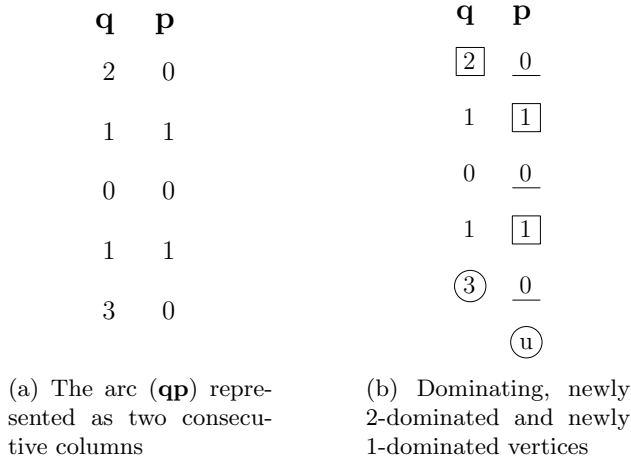 q p
2 0
1 1
0 0
1 1
3 0
(a) The arc (qp) repre-
sented as two consecu-
tive columns
q p
2 0
1 1
0 0
1 1
3 0
u
(b) Dominating, newly
2-dominated and newly
1-dominated vertices